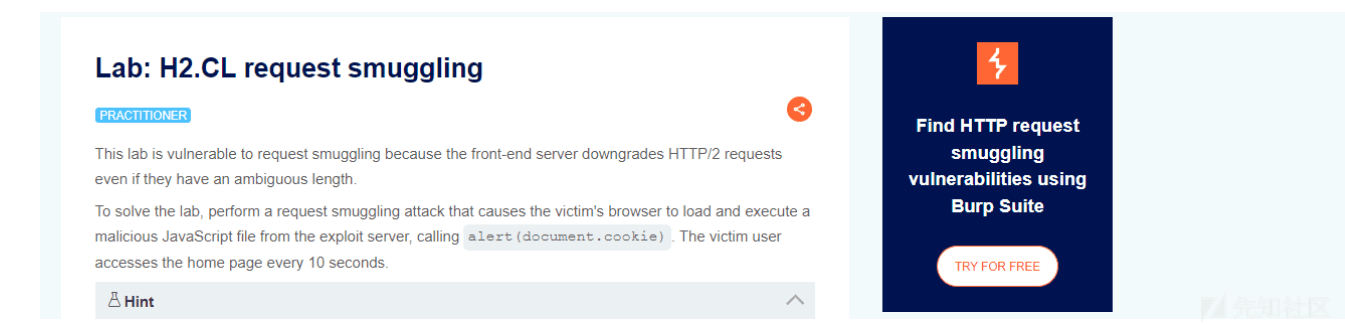 Lab: H2.CL request smuggling
PRACTITIONER
This lab is vulnerable to request smuggling because the front-end server downgrades HTTP/2 requests
even if they have an ambiguous length.
To solve the lab, perform a request smuggling attack that causes the victim's browser to load and execute a
malicious JavaScript file from the exploit server, calling alert(document.cookie) . The victim user
accesses the home page every 10 seconds.
Hint
Find HTTP request
smuggling
vulnerabilities using
Burp Suite
TRY FOR FREE
先知社区